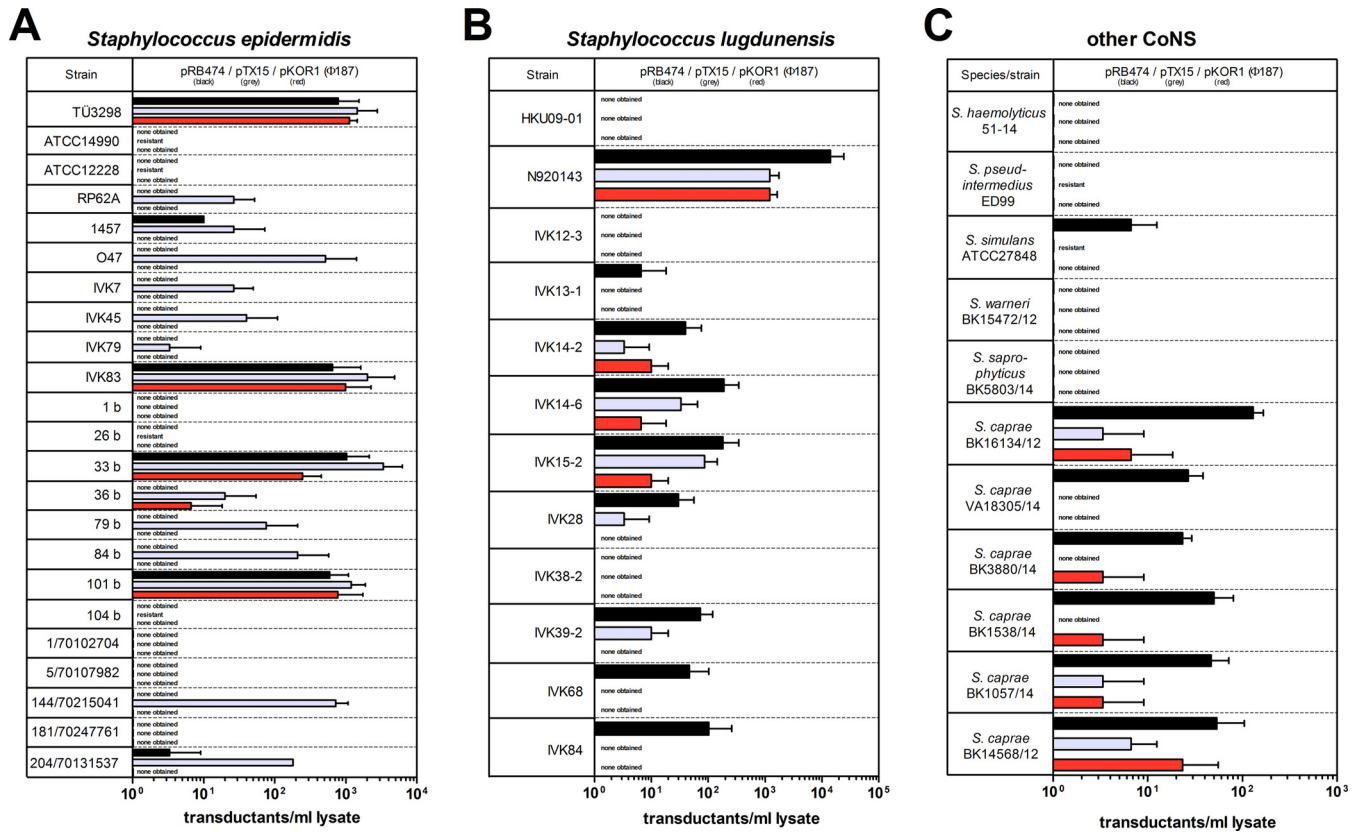 A
Staphylococcus epidermidis
Strain
pRB474 / pTX15 / pKOR1 (Φ187)
(black) (grey) (red)
TÜ3298
ATCC14990
none obtained
resistant
none obtained
ATCC12228
none obtained
resistant
none obtained
RP62A
none obtained
none obtained
1457
none obtained
O47
none obtained
none obtained
IVK7
none obtained
none obtained
IVK45
none obtained
none obtained
IVK79
none obtained
none obtained
IVK83
1 b
none obtained
none obtained
none obtained
26 b
none obtained
resistant
none obtained
33 b
36 b
none obtained
79 b
none obtained
none obtained
84 b
none obtained
none obtained
101 b
104 b
none obtained
resistant
none obtained
1/70102704
none obtained
none obtained
none obtained
5/70107982
none obtained
none obtained
none obtained
144/70215041
none obtained
none obtained
181/70247761
none obtained
none obtained
none obtained
204/70131537
none obtained
10⁰ 10¹ 10² 10³ 10⁴
transductants/ml lysate
B
Staphylococcus lugdunensis
Strain
pRB474 / pTX15 / pKOR1 (Φ187)
(black) (grey) (red)
HKU09-01
none obtained
none obtained
none obtained
N920143
IVK12-3
none obtained
none obtained
none obtained
IVK13-1
none obtained
none obtained
IVK14-2
IVK14-6
IVK15-2
IVK28
none obtained
IVK38-2
none obtained
none obtained
none obtained
IVK39-2
none obtained
IVK68
none obtained
none obtained
IVK84
none obtained
none obtained
10⁰ 10¹ 10² 10³ 10⁴ 10⁵
transductants/ml lysate
C
other CoNS
Species/strain
pRB474 / pTX15 / pKOR1 (Φ187)
(black) (grey) (red)
S. haemolyticus
51-14
none obtained
none obtained
none obtained
S. pseud-
intermedius
ED99
none obtained
resistant
none obtained
S. simulans
ATCC27848
resistant
none obtained
S. warneri
BK15472/12
none obtained
none obtained
none obtained
S. sapro-
phyticus
BK5803/14
none obtained
none obtained
none obtained
S. caprae
BK16134/12
S. caprae
VA18305/14
none obtained
none obtained
S. caprae
BK3880/14
none obtained
S. caprae
BK1538/14
none obtained
S. caprae
BK1057/14
S. caprae
BK14568/12
10⁰ 10¹ 10² 10³
transductants/ml lysate